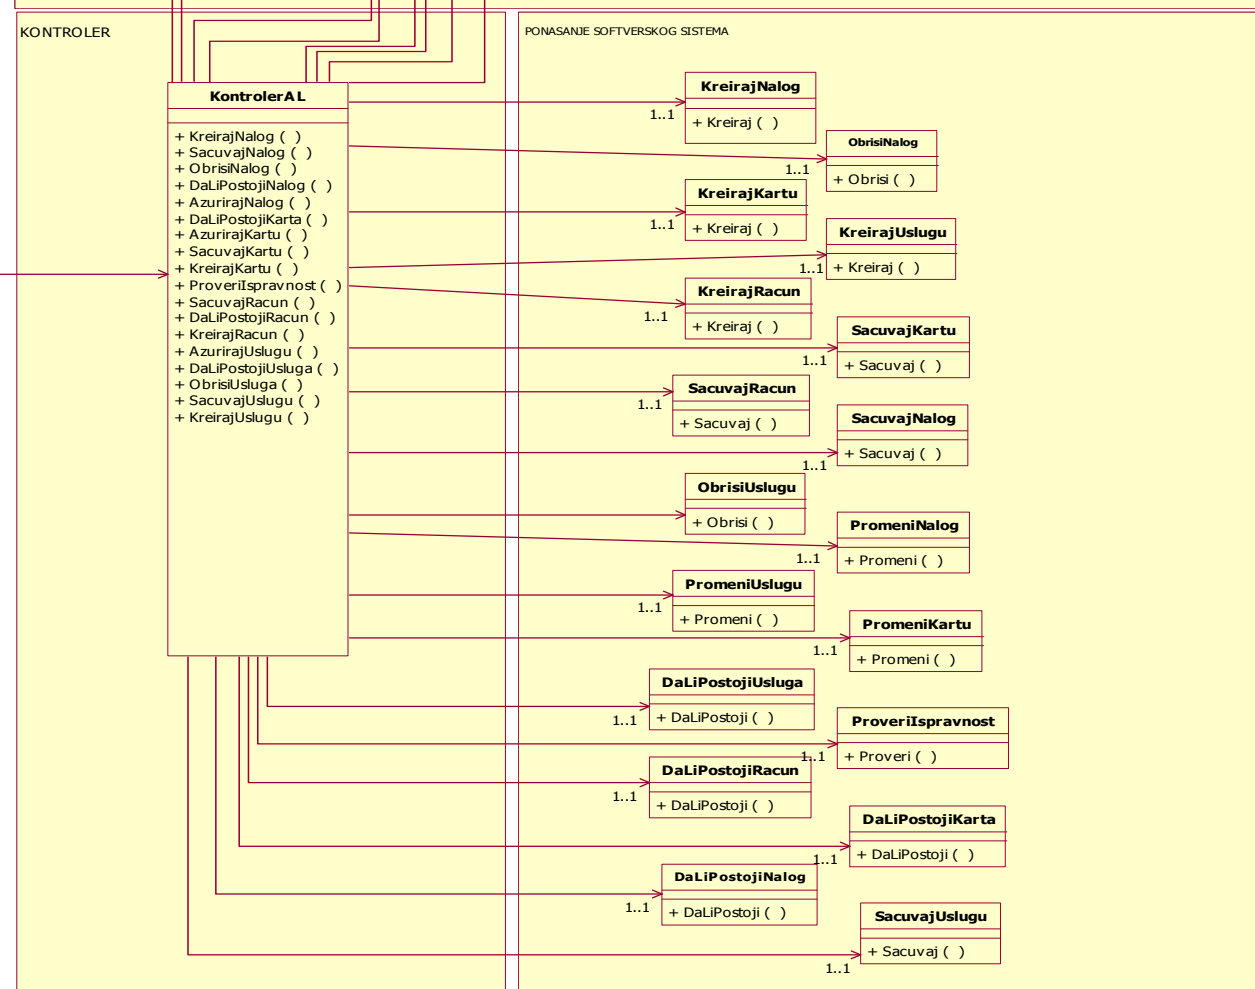 KONTROLER
KontrolerAL
+ KreirajNalog ( )
+ SacuvajNalog ( )
+ ObrisiNalog ( )
+ DaLiPostojiNalog ( )
+ AzurirajNalog ( )
+ DaLiPostojiKarta ( )
+ AzurirajKartu ( )
+ SacuvajKartu ( )
+ KreirajKartu ( )
+ ProveriIspravnost ( )
+ SacuvajRacun ( )
+ DaLiPostojiRacun ( )
+ KreirajRacun ( )
+ AzurirajUslugu ( )
+ DaLiPostojiUsluga ( )
+ ObrisiUsluga ( )
+ SacuvajUslugu ( )
+ KreirajUslugu ( )
PONASANJE SOFTVERSKOG SISTEMA
KreirajNalog
1..1
+ Kreiraj ( )
ObrisiNalog
1..1
+ Obrisi ( )
KreirajKartu
1..1
+ Kreiraj ( )
KreirajUslugu
1..1
+ Kreiraj ( )
KreirajRacun
1..1
+ Kreiraj ( )
SacuvajKartu
1..1
+ Sacuvaj ( )
SacuvajRacun
1..1
+ Sacuvaj ( )
SacuvajNalog
1..1
+ Sacuvaj ( )
ObrisiUslugu
+ Obrisi ( )
PromeniNalog
1..1
+ Promeni ( )
PromeniUslugu
1..1
+ Promeni ( )
PromeniKartu
1..1
+ Promeni ( )
DaLiPostojiUsluga
1..1
+ DaLiPostoji ( )
ProveriIspravnost
1..1
+ Proveri ( )
DaLiPostojiRacun
1..1
+ DaLiPostoji ( )
DaLiPostojiKarta
1..1
+ DaLiPostoji ( )
DaLiPostojiNalog
1..1
+ DaLiPostoji ( )
SacuvajUslugu
1..1
+ Sacuvaj ( )